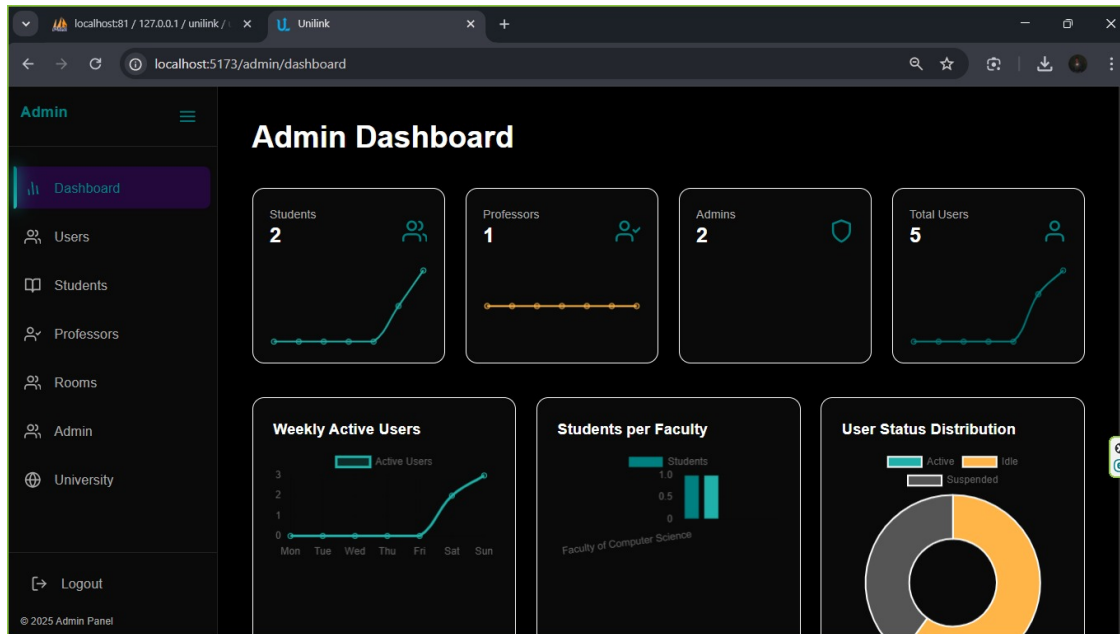 localhost:81 / 127.0.0.1 / unilink /
Unilink
localhost:5173/admin/dashboard
Admin
Dashboard
Users
Students
Professors
Rooms
Admin
University
Logout
© 2025 Admin Panel
Admin Dashboard
Students
2
Professors
1
Admins
2
Total Users
5
Weekly Active Users
Active Users
3
2
1
0
Mon Tue Wed Thu Fri Sat Sun
Students per Faculty
Students
1.0
0.5
0
Faculty of Computer Science
User Status Distribution
Active Idle
Suspended